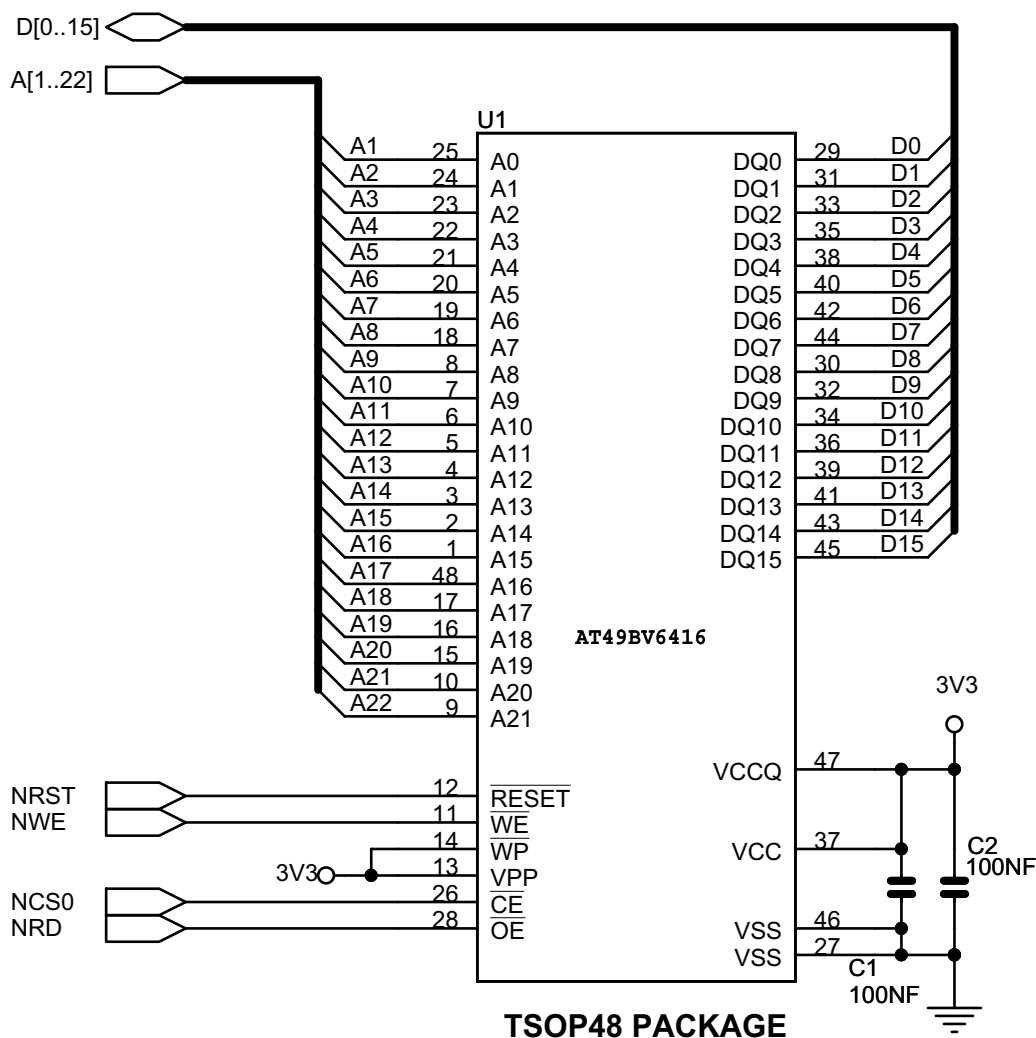 D[0..15]
A[1..22]
U1
A1 25 A0 DQ0 29 D0
A2 24 A1 DQ1 31 D1
A3 23 A2 DQ2 33 D2
A4 22 A3 DQ3 35 D3
A5 21 A4 DQ4 38 D4
A6 20 A5 DQ5 40 D5
A7 19 A6 DQ6 42 D6
A8 18 A7 DQ7 44 D7
A9 8 A8 DQ8 30 D8
A10 7 A9 DQ9 32 D9
A11 6 A10 DQ10 34 D10
A12 5 A11 DQ11 36 D11
A13 4 A12 DQ12 39 D12
A14 3 A13 DQ13 41 D13
A15 2 A14 DQ14 43 D14
A16 1 A15 DQ15 45 D15
A17 48 A16
A18 17 A17
A19 16 A18 AT49BV6416
A20 15 A19
A21 10 A20
A22 9 A21
3V3
VCCQ 47
NRST 12 RESET
NWE 11 WE
14 WP VCC 37 C2
3V3 13 VPP 100NF
NCS0 26 CE
NRD 28 OE VSS 46
VSS 27
C1
100NF
TSOP48 PACKAGE